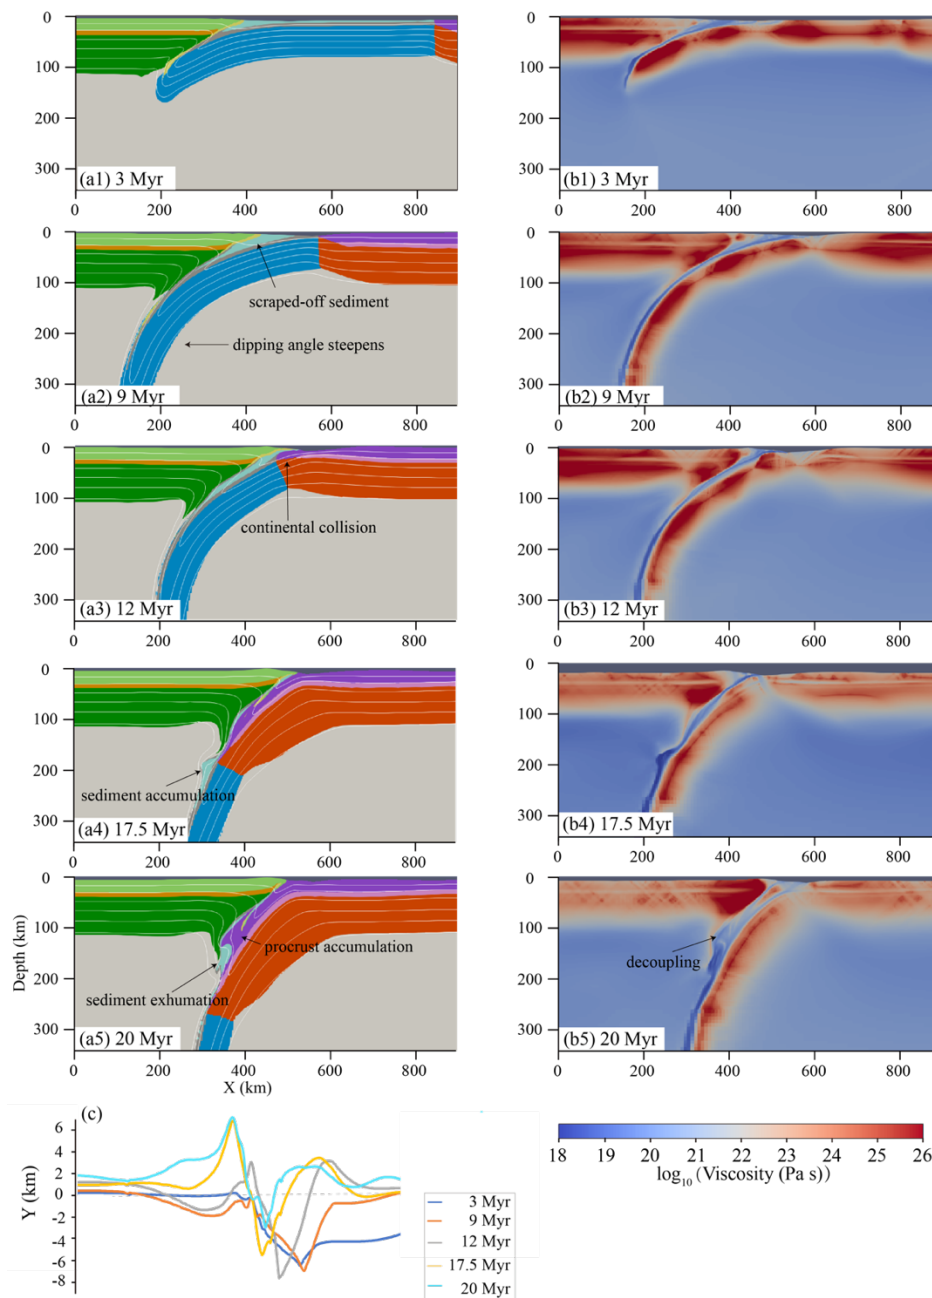 0
100
200
300
(a1) 3 Myr
0 200 400 600 800
0
100
200
300
(b1) 3 Myr
0 200 400 600 800
0
100
200
300
scraped-off sediment
dipping angle steepens
(a2) 9 Myr
0 200 400 600 800
0
100
200
300
(b2) 9 Myr
0 200 400 600 800
0
100
200
300
continental collision
(a3) 12 Myr
0 200 400 600 800
0
100
200
300
(b3) 12 Myr
0 200 400 600 800
0
100
200
300
sediment accumulation
(a4) 17.5 Myr
0 200 400 600 800
0
100
200
300
(b4) 17.5 Myr
0 200 400 600 800
Depth (km)
0
100
200
300
procrust accumulation
sediment exhumation
(a5) 20 Myr
0 200 400 600 800
X (km)
0
100
200
300
decoupling
(b5) 20 Myr
0 200 400 600 800
(c)
Y (km)
6
4
2
0
-2
-4
-6
-8
3 Myr
9 Myr
12 Myr
17.5 Myr
20 Myr
18 19 20 21 22 23 24 25 26
log10 (Viscosity (Pa s))